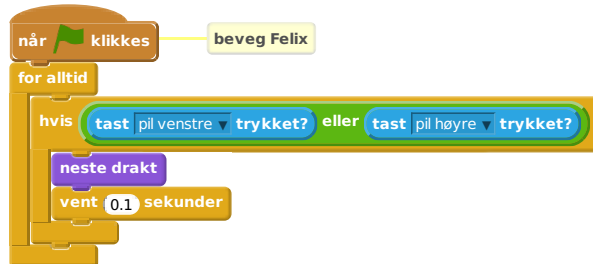 når klikkes beveg Felix
for alltid
hvis tast pil venstre trykket? eller tast pil høyre trykket?
neste drakt
vent 0.1 sekunder